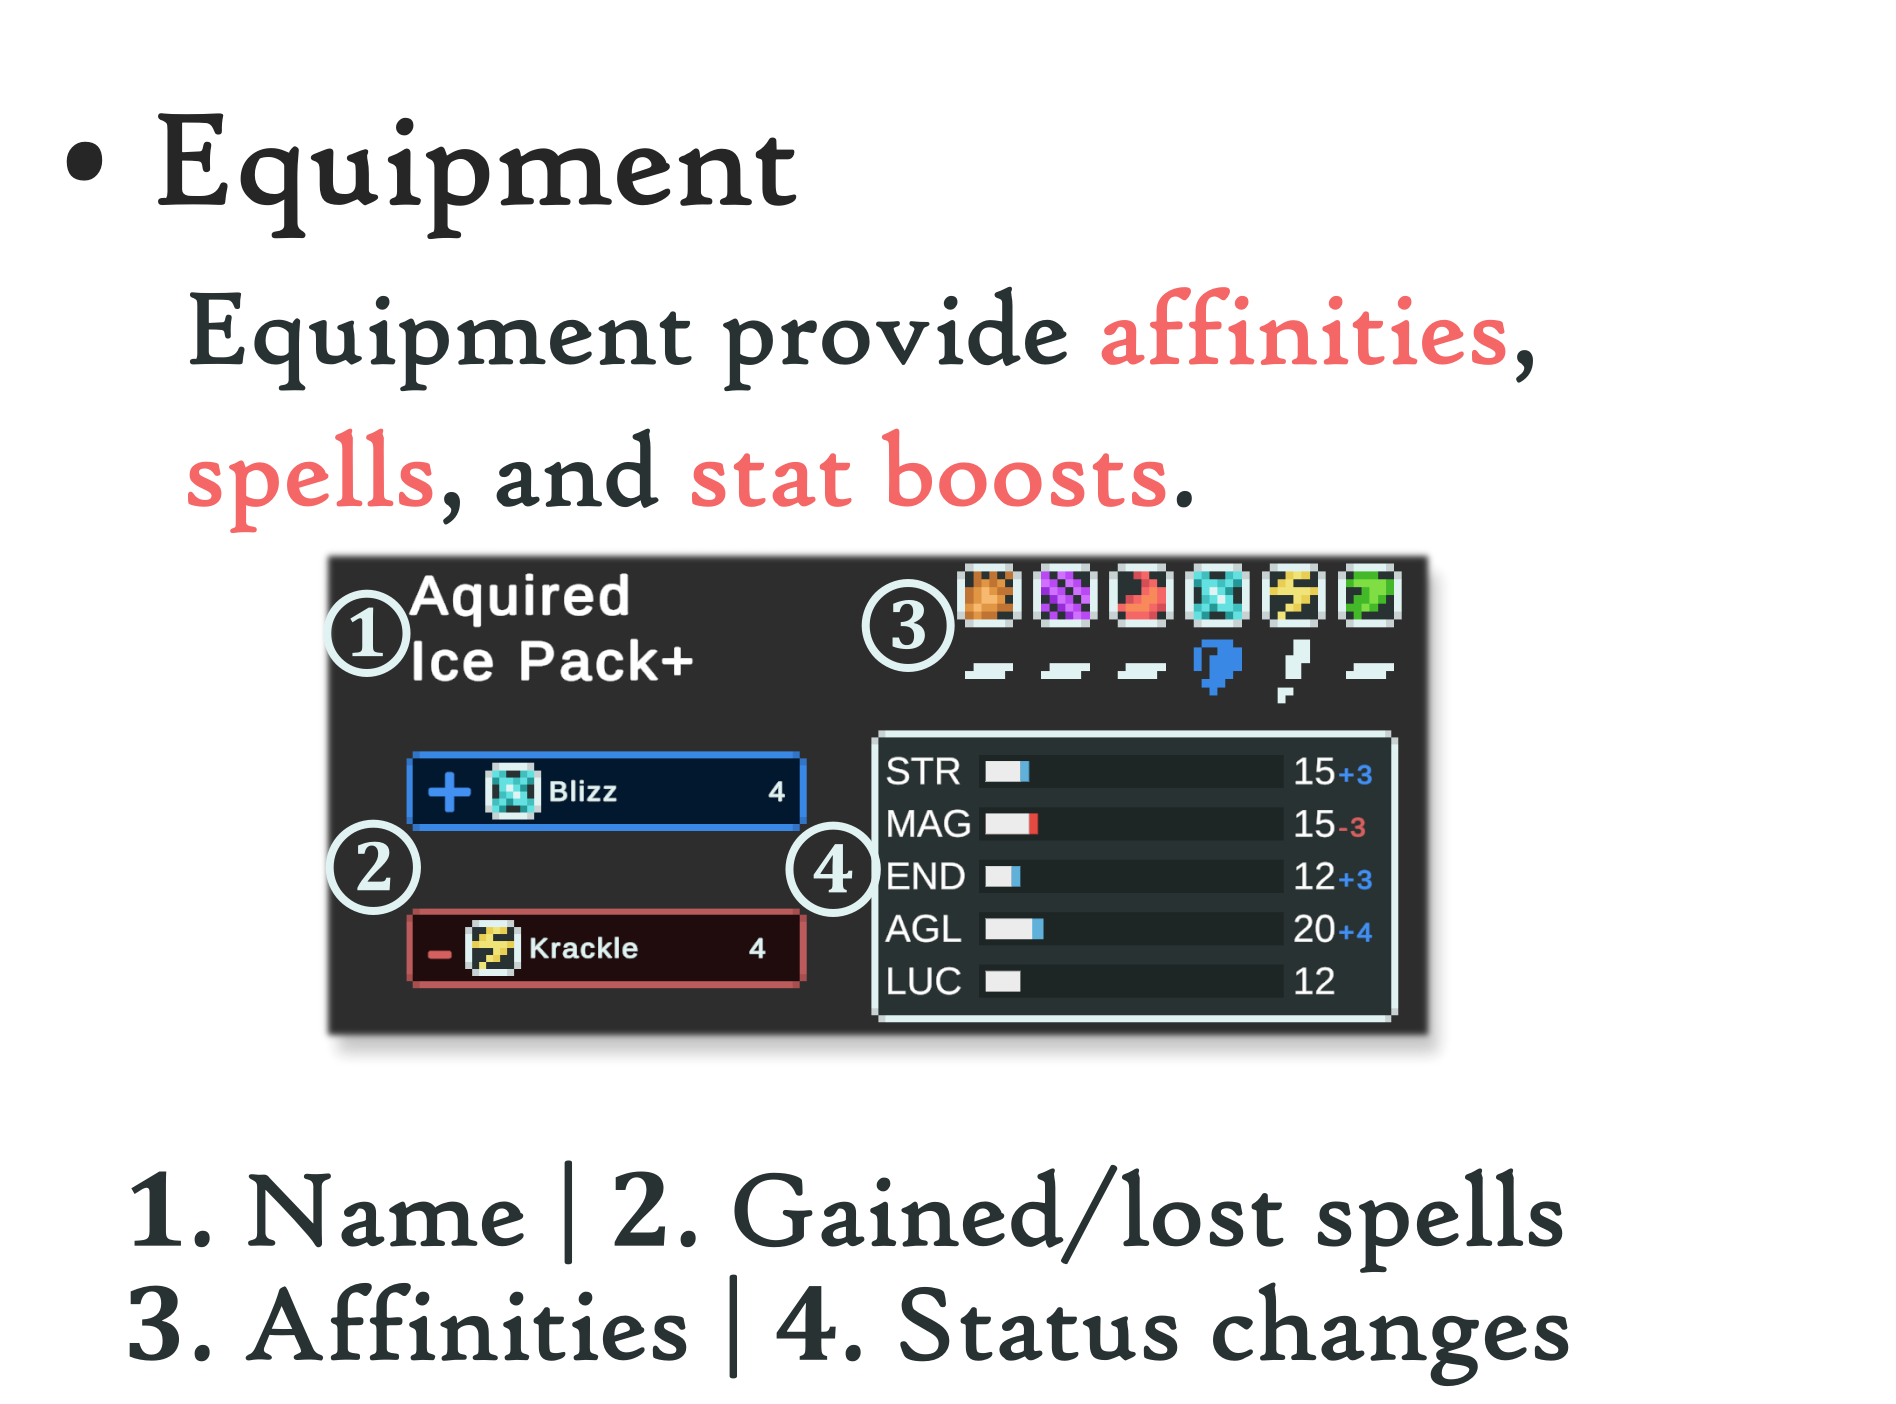 • Equipment
Equipment provide affinities,
spells, and stat boosts.
1 Aquired
Ice Pack+
3
+ Blizz 4
2
- Krackle 4
4
STR 15+3
MAG 15-3
END 12+3
AGL 20+4
LUC 12
1. Name | 2. Gained/lost spells
3. Affinities | 4. Status changes